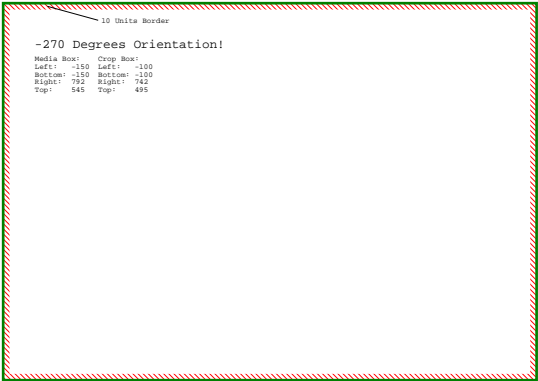 10 Units Border
-270 Degrees Orientation!
Media Box: Crop Box:
Left: -150 Left: -100
Bottom: -150 Bottom: -100
Right: 792 Right: 742
Top: 545 Top: 495